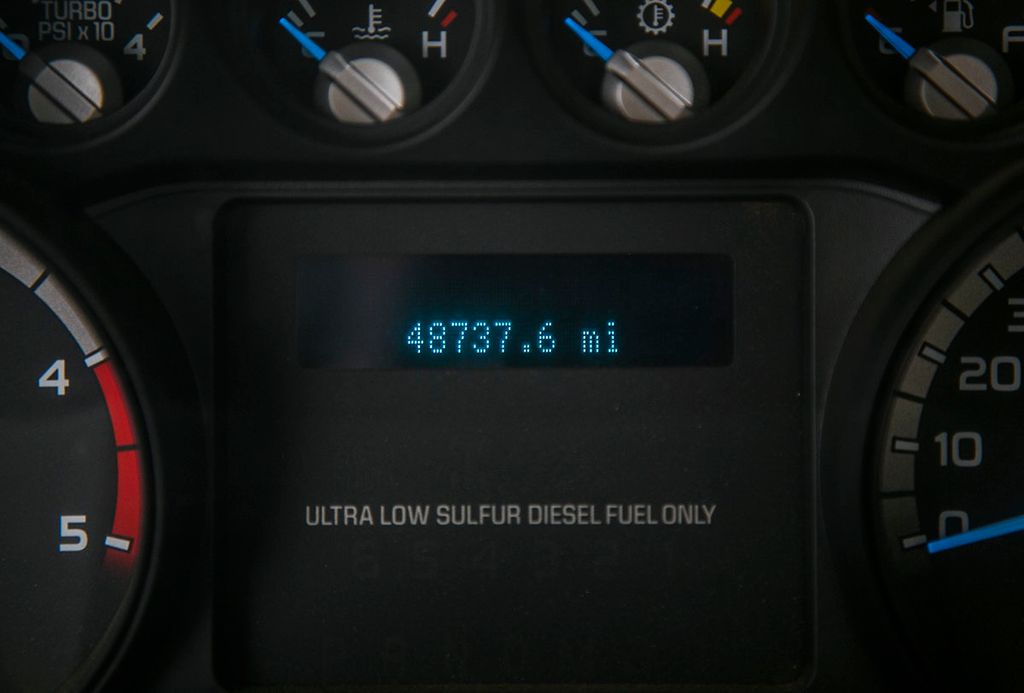 TURBO
PSI x 10
4
C
H
C
H
E
F
48737.6 mi
4
5
20
10
0
ULTRA LOW SULFUR DIESEL FUEL ONLY